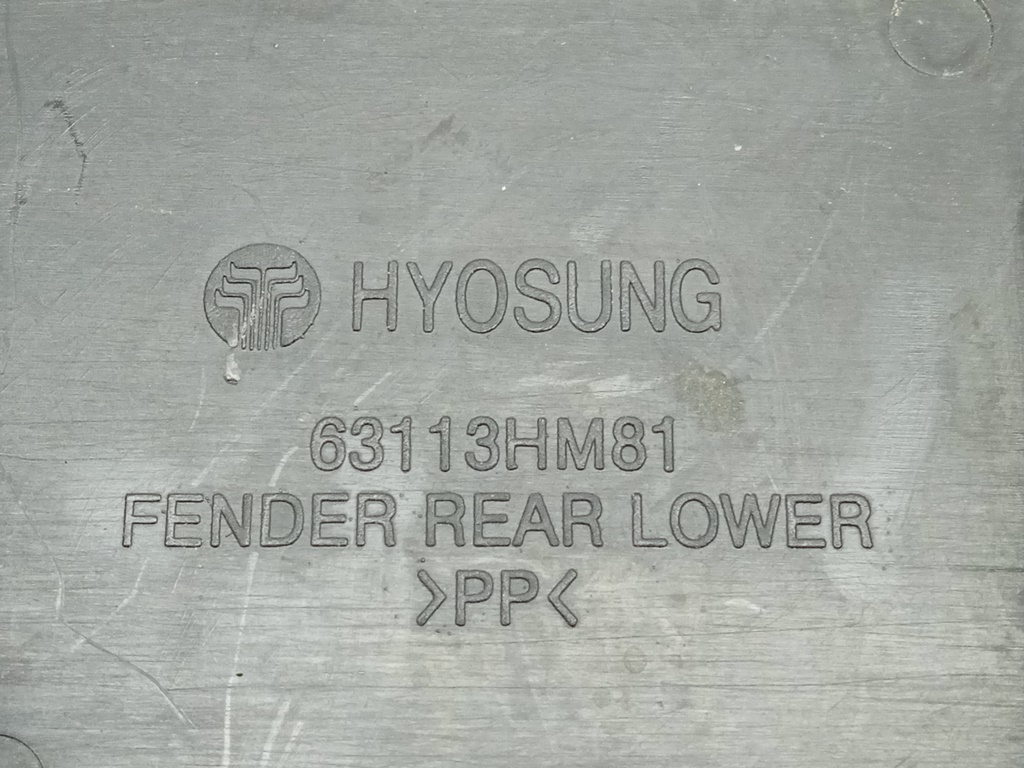 HYOSUNG
63113HM81
FENDER REAR LOWER
>PP<